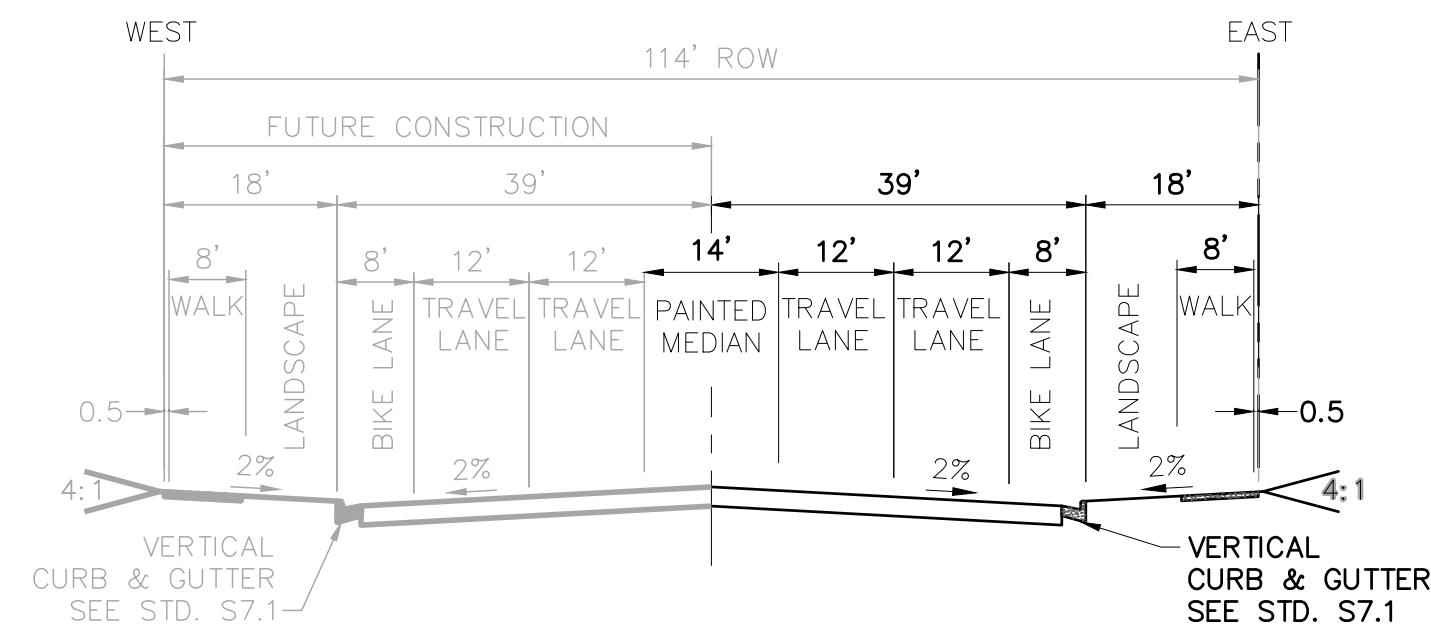 WEST
EAST
114' ROW
FUTURE CONSTRUCTION
18'
39'
39'
18'
8'
8'
12'
12'
14'
12'
12'
8'
8'
WALK
LANDSCAPE
BIKE LANE
TRAVEL
LANE
TRAVEL
LANE
PAINTED
MEDIAN
TRAVEL
LANE
TRAVEL
LANE
BIKE LANE
LANDSCAPE
WALK
0.5
0.5
2%
2%
2%
2%
4:1
4:1
VERTICAL
CURB & GUTTER
SEE STD. S7.1
VERTICAL
CURB & GUTTER
SEE STD. S7.1